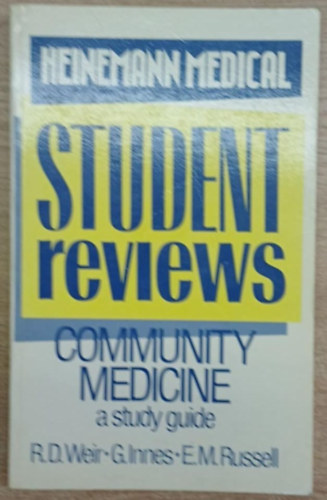 HEINEMANN MEDICAL
STUDENT
reviews
COMMUNITY
MEDICINE
a study guide
R.D. Weir • G. Innes • E.M. Russell